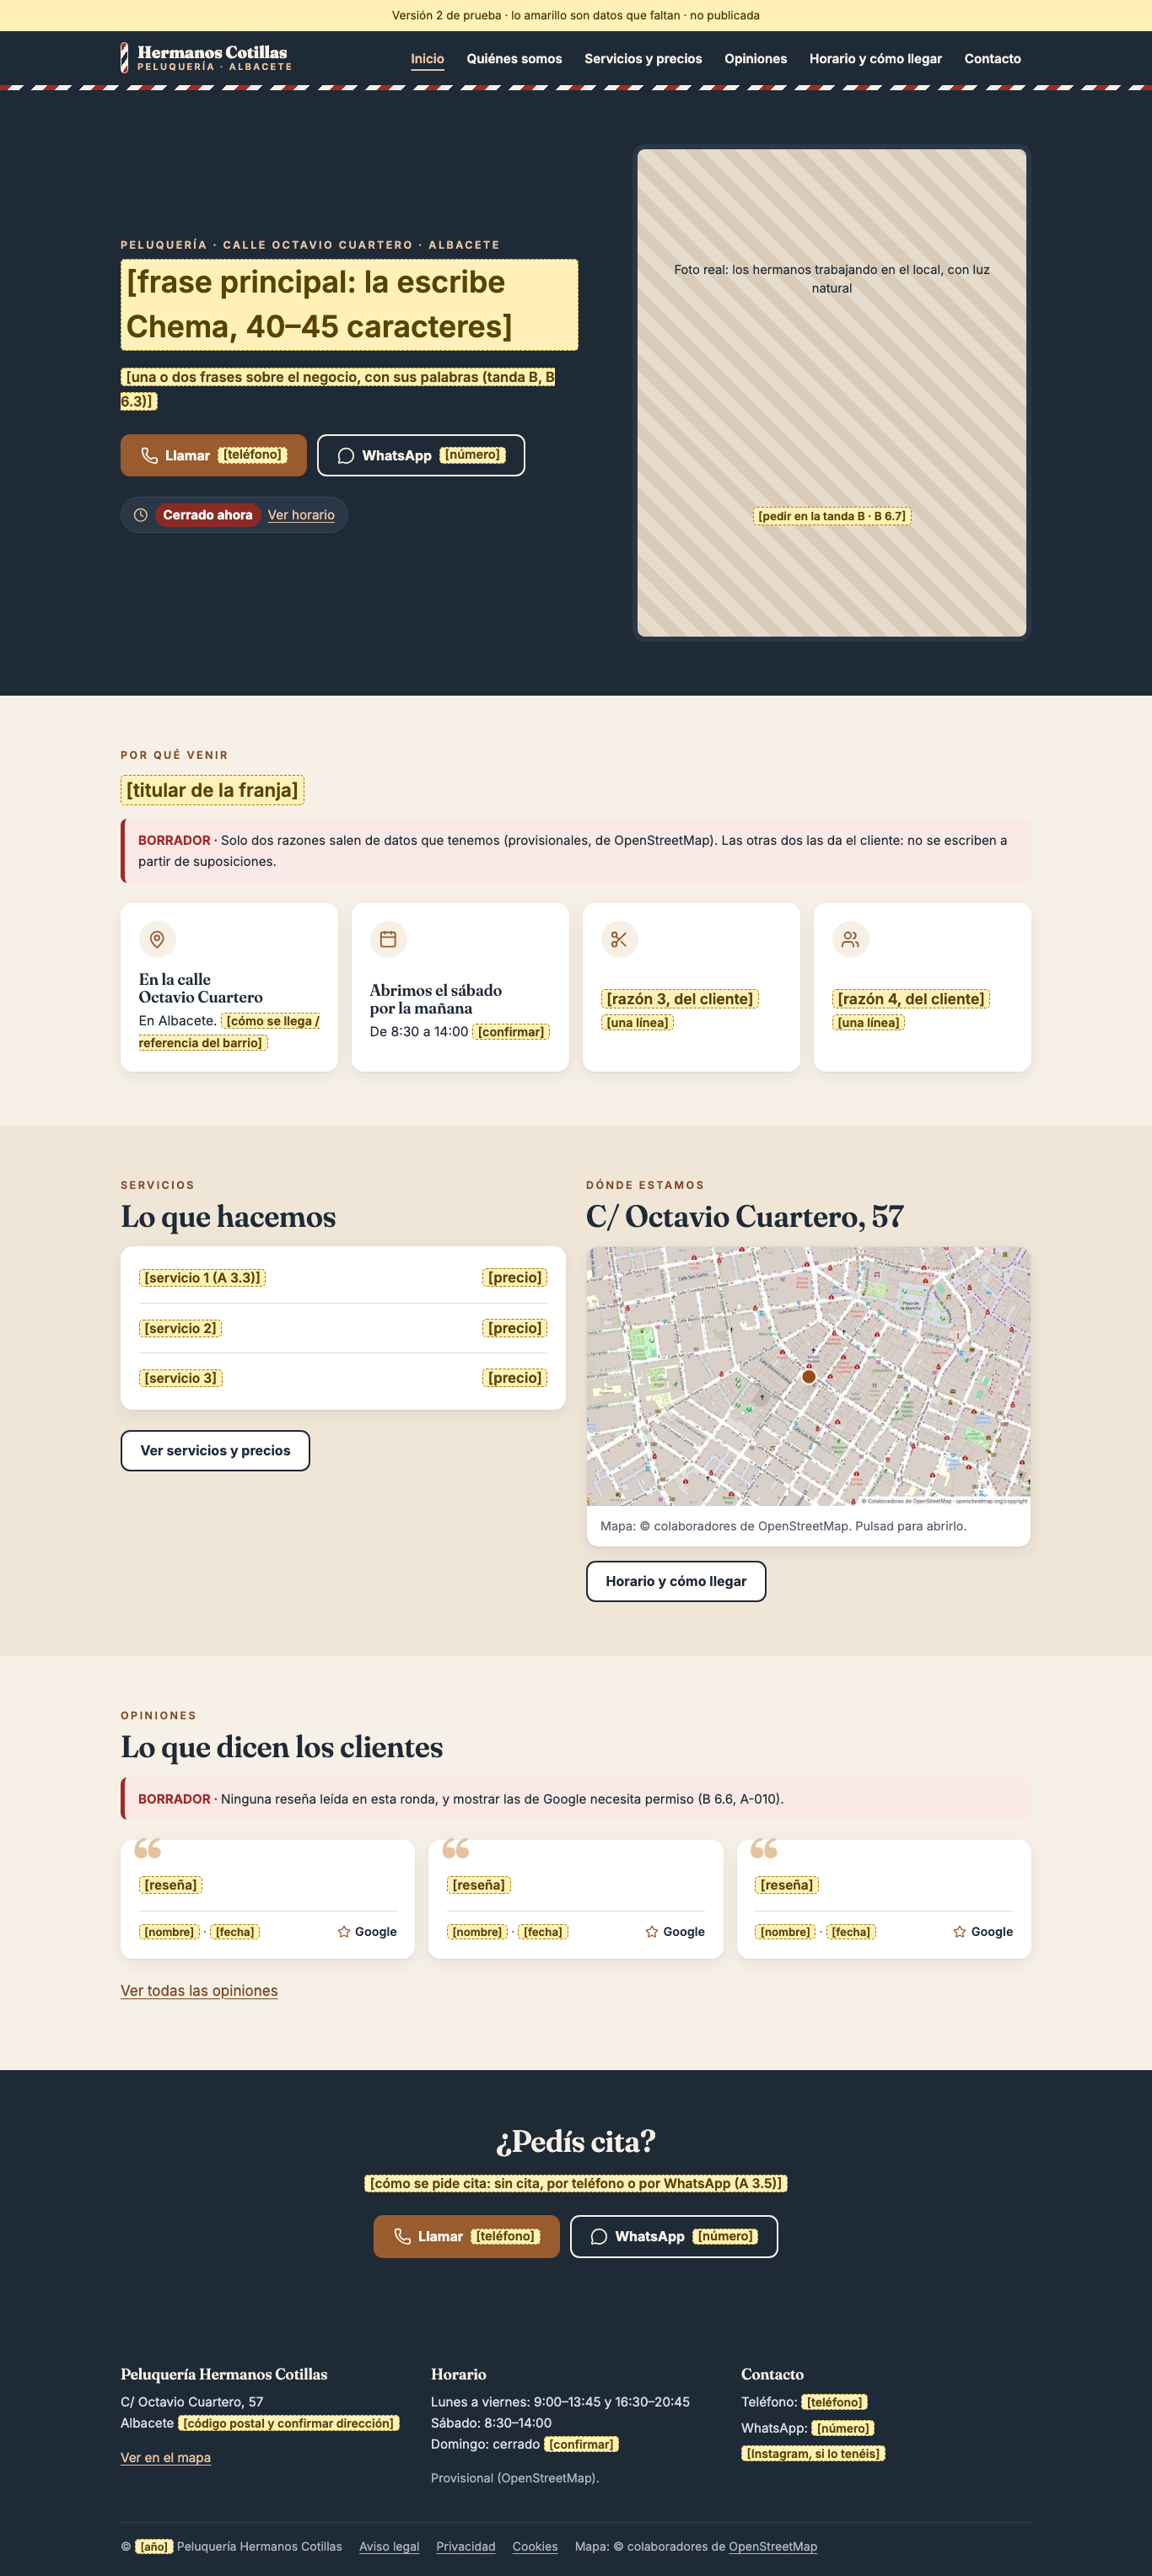 Versión 2 de prueba · lo amarillo son datos que faltan · no publicada
Hermanos Cotillas
PELUQUERÍA · ALBACETE
Inicio
Quiénes somos
Servicios y precios
Opiniones
Horario y cómo llegar
Contacto
PELUQUERÍA · CALLE OCTAVIO CUARTERO · ALBACETE
[frase principal: la escribe
Chema, 40–45 caracteres]
[una o dos frases sobre el negocio, con sus palabras (tanda B, B
6.3)]
Llamar [teléfono]
WhatsApp [número]
Cerrado ahora Ver horario
Foto real: los hermanos trabajando en el local, con luz
natural
[pedir en la tanda B · B 6.7]
POR QUÉ VENIR
[titular de la franja]
BORRADOR · Solo dos razones salen de datos que tenemos (provisionales, de OpenStreetMap). Las otras dos las da el cliente: no se escriben a
partir de suposiciones.
En la calle
Octavio Cuartero
En Albacete. [cómo se llega /
referencia del barrio]
Abrimos el sábado
por la mañana
De 8:30 a 14:00 [confirmar]
[razón 3, del cliente]
[una línea]
[razón 4, del cliente]
[una línea]
SERVICIOS
Lo que hacemos
[servicio 1 (A 3.3)] [precio]
[servicio 2] [precio]
[servicio 3] [precio]
Ver servicios y precios
DÓNDE ESTAMOS
C/ Octavio Cuartero, 57
© Colaboradores de OpenStreetMap · openstreetmap.org/copyright
Mapa: © colaboradores de OpenStreetMap. Pulsad para abrirlo.
Horario y cómo llegar
OPINIONES
Lo que dicen los clientes
BORRADOR · Ninguna reseña leída en esta ronda, y mostrar las de Google necesita permiso (B 6.6, A-010).
[reseña]
[nombre] · [fecha] Google
[reseña]
[nombre] · [fecha] Google
[reseña]
[nombre] · [fecha] Google
Ver todas las opiniones
¿Pedís cita?
[cómo se pide cita: sin cita, por teléfono o por WhatsApp (A 3.5)]
Llamar [teléfono]
WhatsApp [número]
Peluquería Hermanos Cotillas
C/ Octavio Cuartero, 57
Albacete [código postal y confirmar dirección]
Ver en el mapa
Horario
Lunes a viernes: 9:00–13:45 y 16:30–20:45
Sábado: 8:30–14:00
Domingo: cerrado [confirmar]
Provisional (OpenStreetMap).
Contacto
Teléfono: [teléfono]
WhatsApp: [número]
[Instagram, si lo tenéis]
© [año] Peluquería Hermanos Cotillas Aviso legal Privacidad Cookies Mapa: © colaboradores de OpenStreetMap